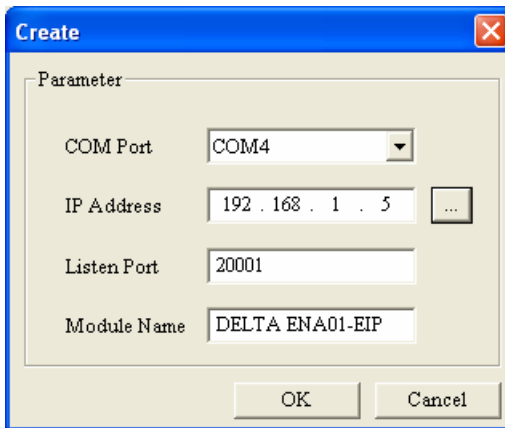 Create
Parameter
COM Port COM4
IP Address 192 . 168 . 1 . 5 ...
Listen Port 20001
Module Name DELTA ENA01-EIP
OK Cancel